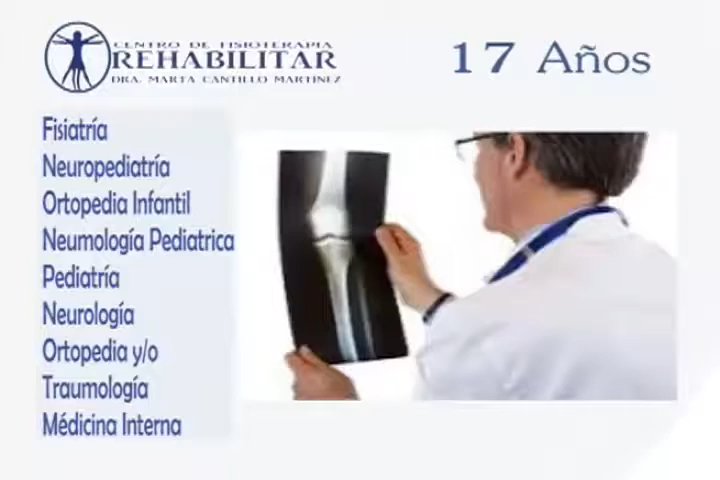 CENTRO DE FISIOTERAPIA
REHABILITAR
DRA. MARTA CANTILLO MARTINEZ
17 Años
Fisiatría
Neuropediatría
Ortopedia Infantil
Neumología Pediatrica
Pediatría
Neurología
Ortopedia y/o
Traumología
Médicina Interna